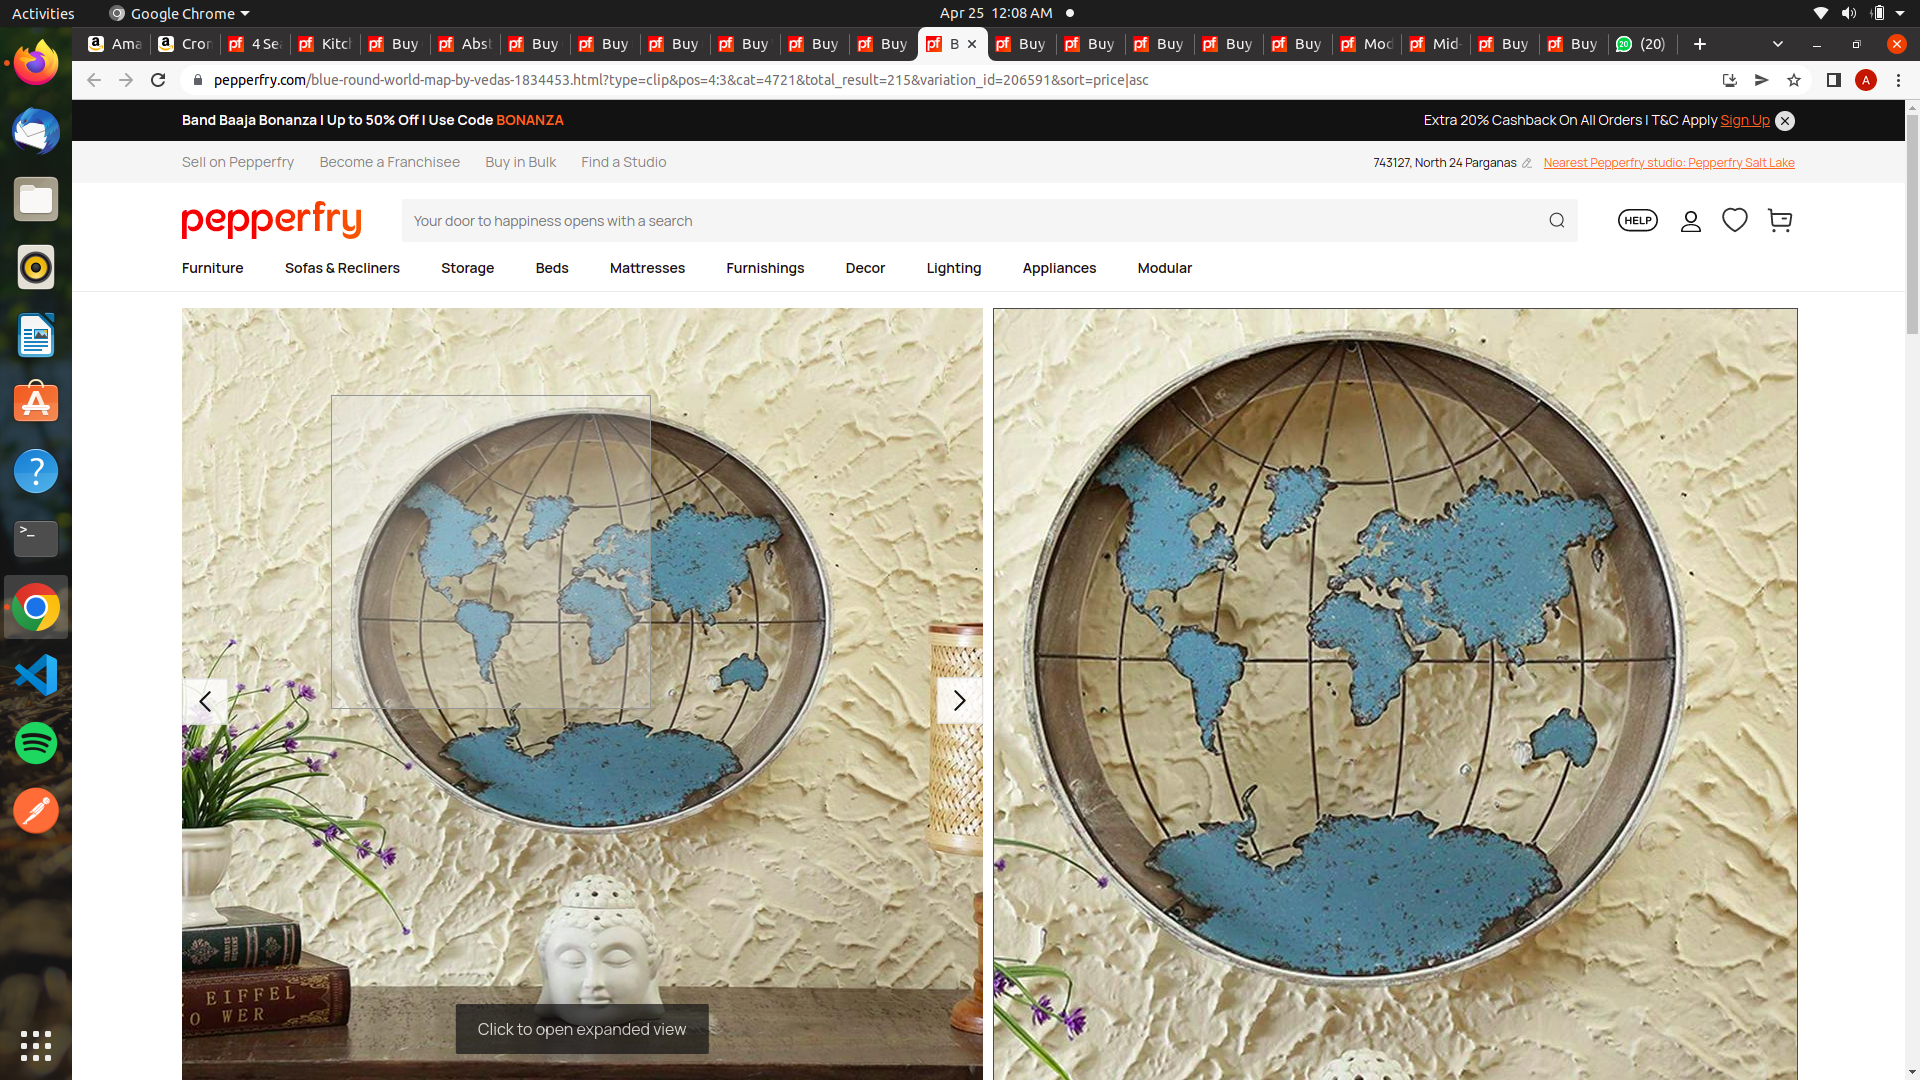 Activities
Google Chrome
Apr 25 12:08 AM
Ama
Cron
4 Sea
Kitch
Buy
Abst
Buy
Buy
Buy
Buy
Buy
Buy
B
Buy
Buy
Buy
Buy
Buy
Mod
Mid-
Buy
Buy
(20)
pepperfry.com/blue-round-world-map-by-vedas-1834453.html?type=clip&pos=4:3&cat=4721&total_result=215&variation_id=206591&sort=price|asc
A
Band Baaja Bonanza | Up to 50% Off | Use Code BONANZA
Extra 20% Cashback On All Orders | T&C Apply Sign Up
Sell on Pepperfry
Become a Franchisee
Buy in Bulk
Find a Studio
743127, North 24 Parganas
Nearest Pepperfry studio: Pepperfry Salt Lake
pepperfry
Your door to happiness opens with a search
HELP
Furniture
Sofas & Recliners
Storage
Beds
Mattresses
Furnishings
Decor
Lighting
Appliances
Modular
EIFFEL
WER
Click to open expanded view